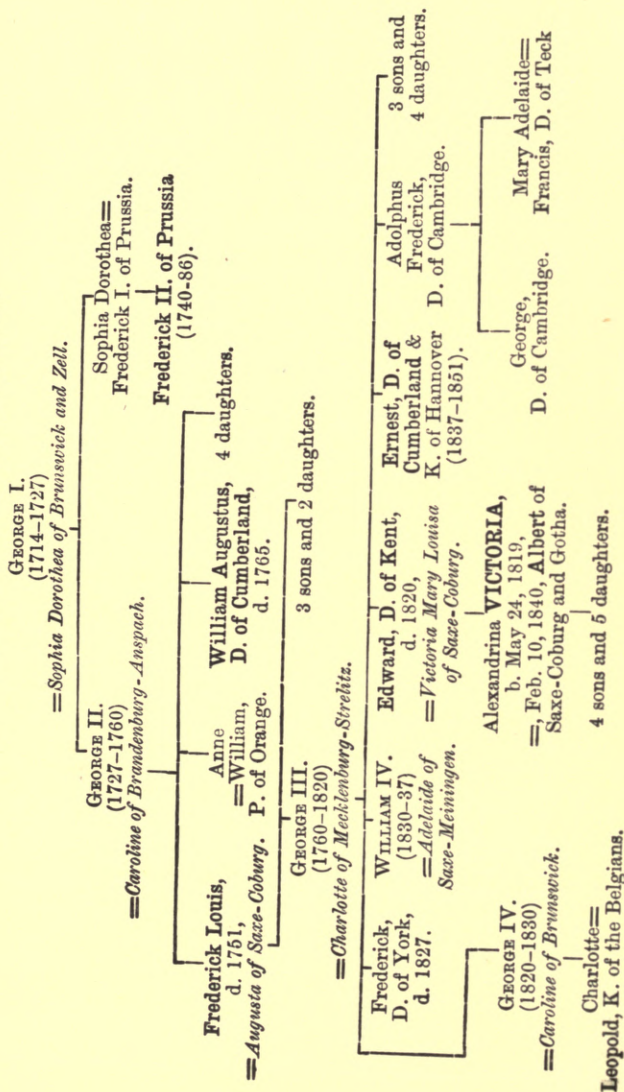 GEORGE I.
(1714–1727)
=Sophia Dorothea of Brunswick and Zell.
GEORGE II.
(1727–1760)
=Caroline of Brandenburg-Anspach.
Sophia Dorothea=
Frederick I. of Prussia.
Frederick II. of Prussia
(1740-86).
Frederick Louis,
d. 1751,
=Augusta of Saxe-Coburg.
Anne
=William,
P. of Orange.
William Augustus,
D. of Cumberland,
d. 1765.
4 daughters.
GEORGE III.
(1760–1820)
=Charlotte of Mecklenburg-Strelitz.
3 sons and 2 daughters.
Frederick,
D. of York,
d. 1827.
WILLIAM IV.
(1830–37)
=Adelaide of
Saxe-Meiningen.
Edward, D. of Kent,
d. 1820,
=Victoria Mary Louisa
of Saxe-Coburg.
Ernest, D. of
Cumberland &
K. of Hannover
(1837–1851).
Adolphus
Frederick,
D. of Cambridge.
3 sons and
4 daughters.
GEORGE IV.
(1820–1830)
=Caroline of Brunswick.
Charlotte=
Leopold, K. of the Belgians.
Alexandrina VICTORIA,
b. May 24, 1819,
=, Feb. 10, 1840, Albert of
Saxe-Coburg and Gotha.
4 sons and 5 daughters.
George,
D. of Cambridge.
Mary Adelaide=
Francis, D. of Teck